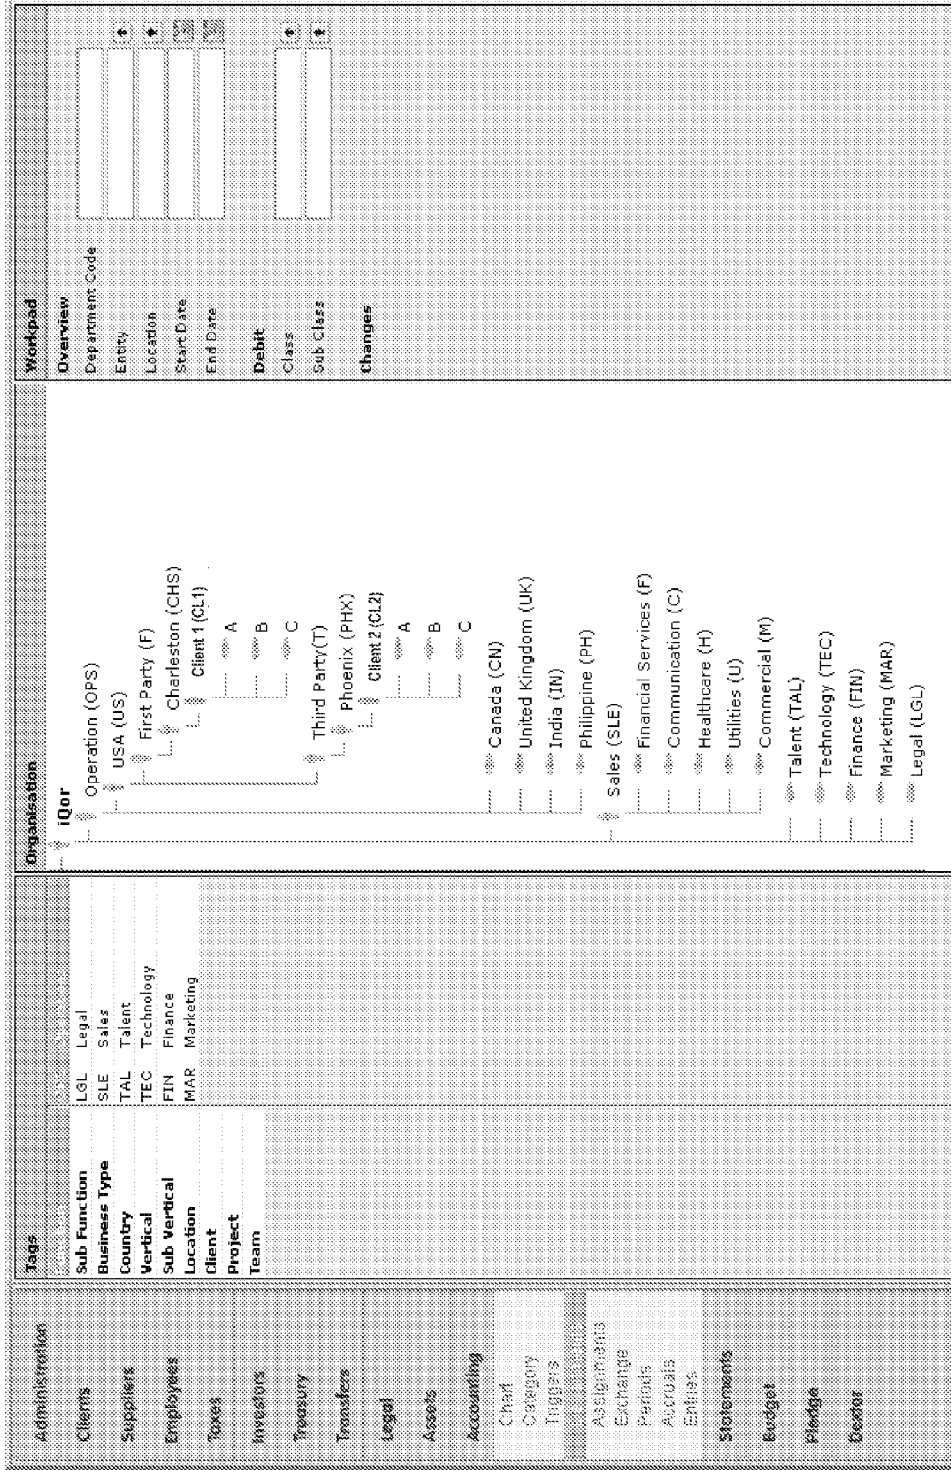 Administration
Clients
Suppliers
Employees
Taxes
Investors
Treasury
Transfers
Legal
Assets
Accounting
Chart
Category
Triggers
Assignments
Exchange
Periods
Accruals
Entries
Statements
Budget
Pledge
Dexter
Tags
Sub Function
Business Type
Country
Vertical
Sub Vertical
Location
Client
Project
Team
LGL Legal
SLE Sales
TAL Talent
TEC Technology
FIN Finance
MAR Marketing
Organisation
iQor
Operation (OPS)
USA (US)
First Party (F)
Charleston (CHS)
Client 1 (CL1)
A
B
C
Third Party(T)
Phoenix (PHX)
Client 2 (CL2)
A
B
C
Canada (CN)
United Kingdom (UK)
India (IN)
Philippine (PH)
Sales (SLE)
Financial Services (F)
Communication (C)
Healthcare (H)
Utilities (U)
Commercial (M)
Talent (TAL)
Technology (TEC)
Finance (FIN)
Marketing (MAR)
Legal (LGL)
Workpad
Overview
Department Code
Entity
Location
Start Date
End Date
Debit
Class
Sub Class
Changes